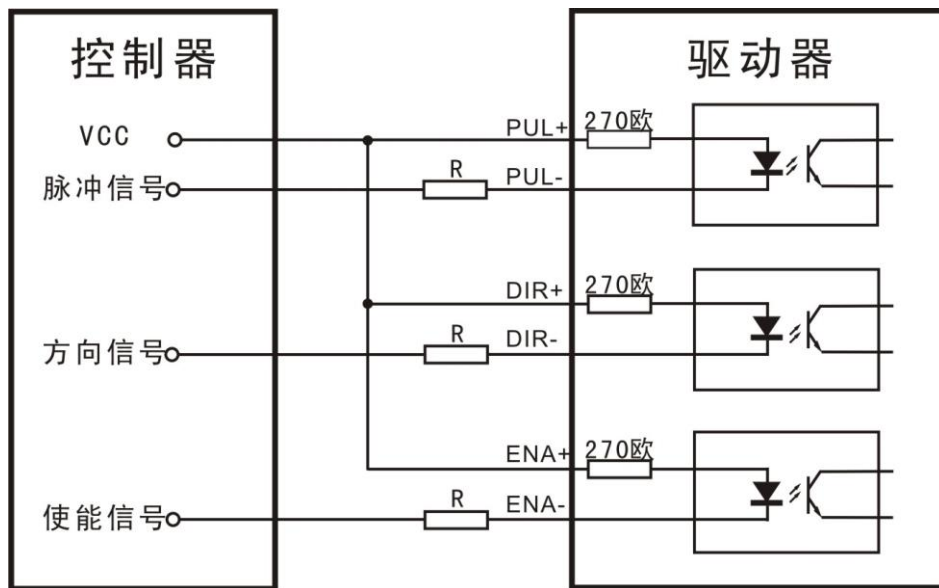 控制器
驱动器
VCC
PUL+
270欧
脉冲信号
R
PUL-
DIR+
270欧
方向信号
R
DIR-
ENA+
270欧
使能信号
R
ENA-